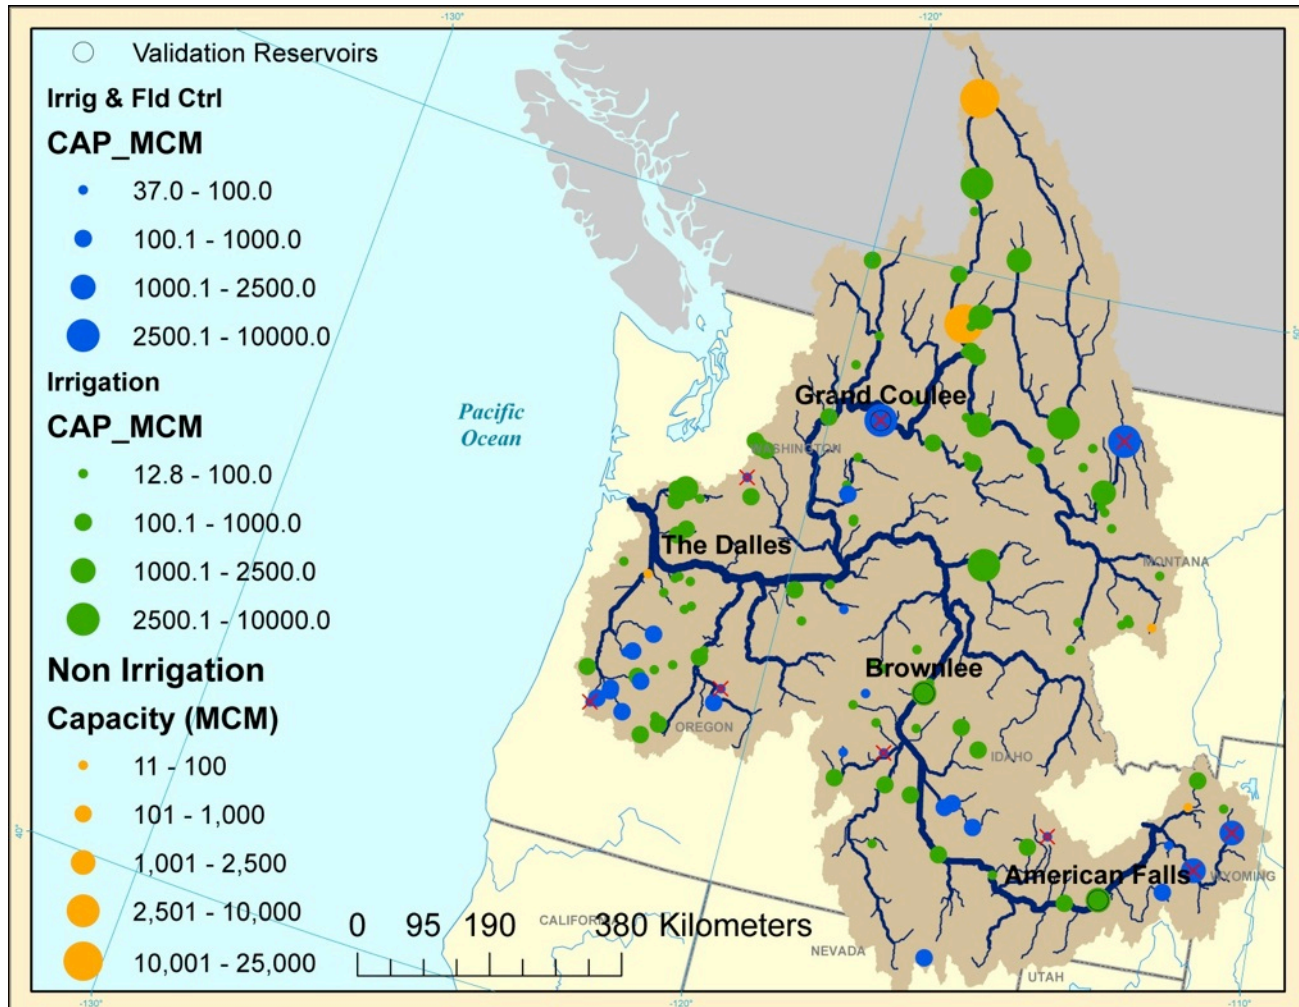 -130°
-120°
Validation Reservoirs
Irrig & Fld Ctrl
CAP_MCM
37.0 - 100.0
100.1 - 1000.0
1000.1 - 2500.0
2500.1 - 10000.0
Irrigation
CAP_MCM
12.8 - 100.0
100.1 - 1000.0
1000.1 - 2500.0
2500.1 - 10000.0
Non Irrigation
Capacity (MCM)
11 - 100
101 - 1,000
1,001 - 2,500
2,501 - 10,000
10,001 - 25,000
Pacific
Ocean
Grand Coulee
WASHINGTON
The Dalles
MONTANA
Brownlee
OREGON
IDAHO
American Falls
WYOMING
CALIFORNIA
NEVADA
UTAH
0 95 190 380 Kilometers
40°
-130°
-120°
-110°